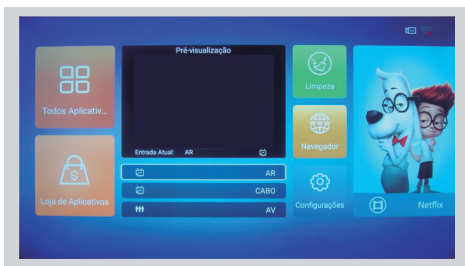 Pré-visualização
Todos Aplicativ...
Entrada Atual: AR
Limpeza
Navegador
AR
CABO
AV
Loja de Aplicativos
Configurações
Netflix